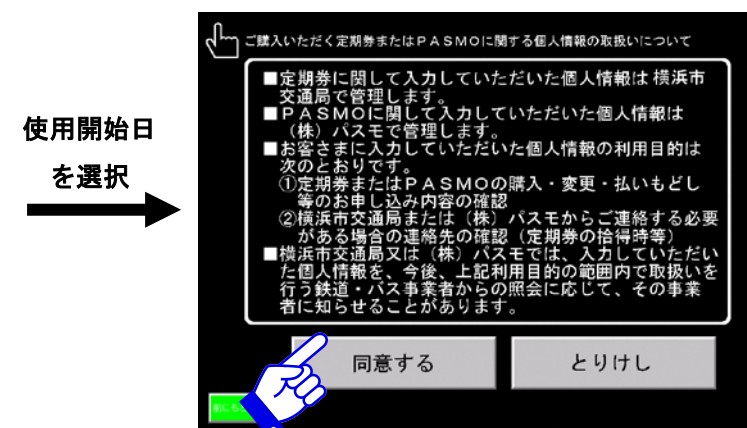 使用開始日
を選択
ご購入いただく定期券またはPASMOに関する個人情報の取扱いについて
■定期券に関して入力していただいた個人情報は横浜市
交通局で管理します。
■PASMOに関して入力していただいた個人情報は
(株)パスモで管理します。
■お客さまに入力していただいた個人情報の利用目的は
次のとおりです。
①定期券またはPASMOの購入・変更・払いもどし
等のお申し込み内容の確認
②横浜市交通局または(株)パスモからご連絡する必要
がある場合の連絡先の確認(定期券の拾得時等)
■横浜市交通局又は(株)パスモでは、入力していただい
た個人情報を、今後、上記利用目的の範囲内で取扱いを
行う鉄道・バス事業者からの照会に応じて、その事業
者に知らせることがあります。
同意する
とりけし
前にもど